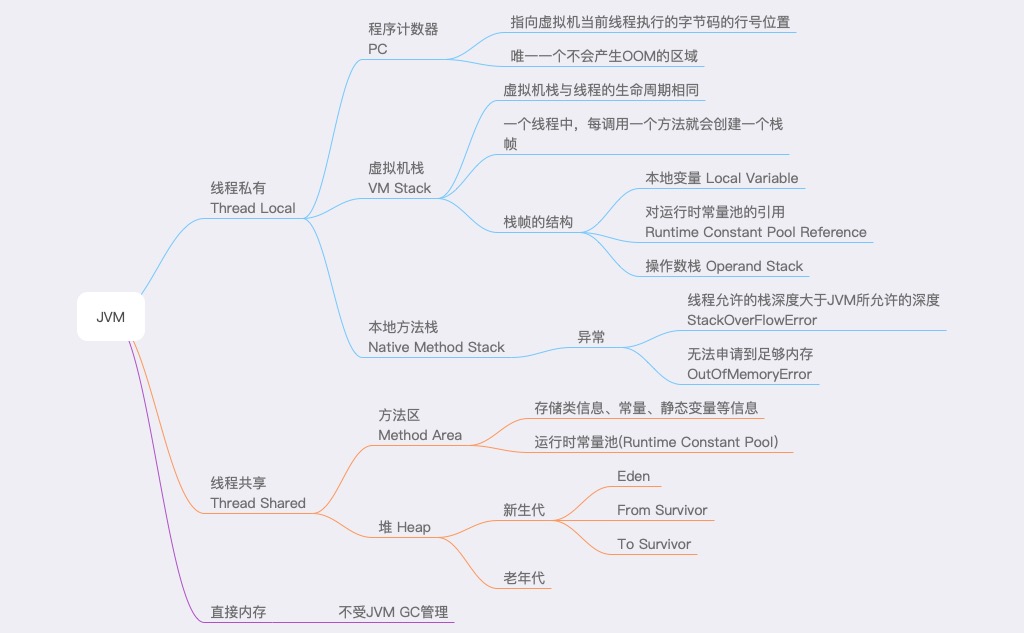 JVM
线程私有
Thread Local
程序计数器
PC
指向虚拟机当前线程执行的字节码的行号位置
唯一一个不会产生OOM的区域
虚拟机栈
VM Stack
虚拟机栈与线程的生命周期相同
一个线程中，每调用一个方法就会创建一个栈
帧
栈帧的结构
本地变量 Local Variable
对运行时常量池的引用
Runtime Constant Pool Reference
操作数栈 Operand Stack
本地方法栈
Native Method Stack
异常
线程允许的栈深度大于JVM所允许的深度
StackOverFlowError
无法申请到足够内存
OutOfMemoryError
线程共享
Thread Shared
方法区
Method Area
存储类信息、常量、静态变量等信息
运行时常量池(Runtime Constant Pool)
堆 Heap
新生代
Eden
From Survivor
To Survivor
老年代
直接内存
不受JVM GC管理